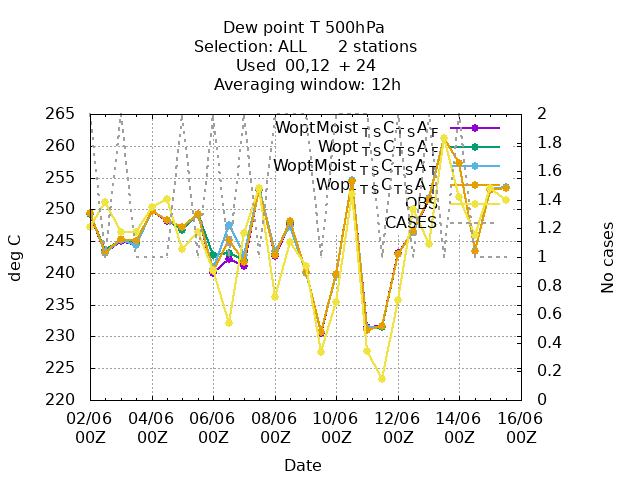 Dew point T 500hPa
Selection: ALL      2 stations
Used  00,12  + 24
Averaging window: 12h
265
260
255
250
245
240
235
230
225
220
deg C
2
1.8
1.6
1.4
1.2
1
0.8
0.6
0.4
0.2
0
No cases
WoptMoist TS CTS AF
Wopt TS CTS AF
WoptMoist TS CTS AT
Wopt TS CTS AT
OBS
CASES
02/06 04/06 06/06 08/06 10/06 12/06 14/06 16/06
00Z 00Z 00Z 00Z 00Z 00Z 00Z 00Z
Date